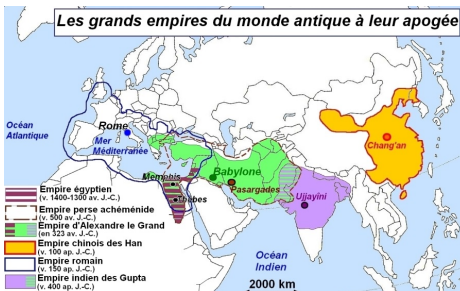 Les grands empires du monde antique à leur apogée
Océan
Atlantique
Rome
Mer
Méditerranée
Memphis
Thèbes
Babylone
Pasargades
Ujjayini
Chang'an
Océan
Indien
2000 km
Empire égyptien
(v. 1400-1300 av. J.-C.)
Empire perse achéménide
(v. 500 av. J.-C.)
Empire d'Alexandre le Grand
(en 323 av. J.-C.)
Empire chinois des Han
(v. 100 ap. J.-C.)
Empire romain
(v. 150 ap. J.-C.)
Empire indien des Gupta
(v. 400 ap. J.-C.)